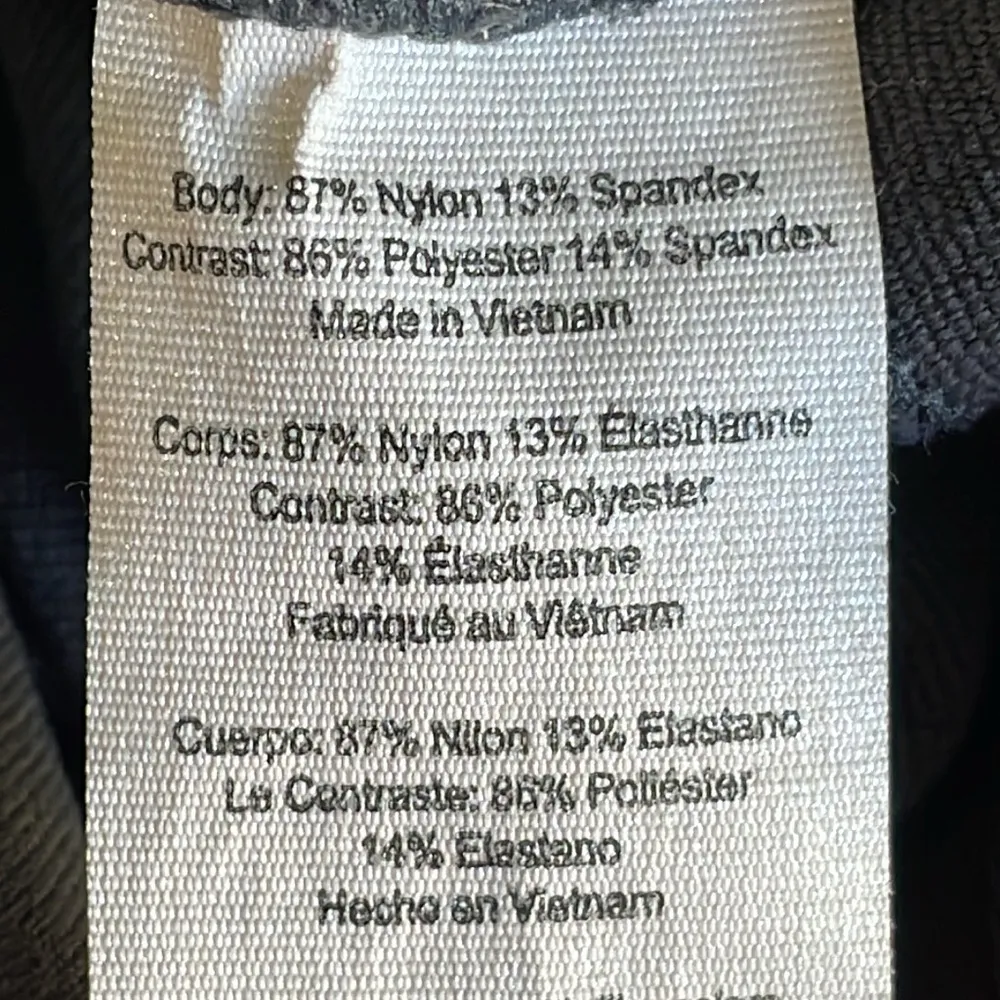 Body: 87% Nylon 13% Spandex
Contrast: 86% Polyester 14% Spandex
Made in Vietnam
Corps: 87% Nylon 13% Élasthanne
Contrast: 86% Polyester
14% Élasthanne
Fabriqué au Viêtnam
Cuerpo: 87% Nilon 13% Elastano
Le Contraste: 86% Poliéster
14% Elastano
Hecho en Vietnam